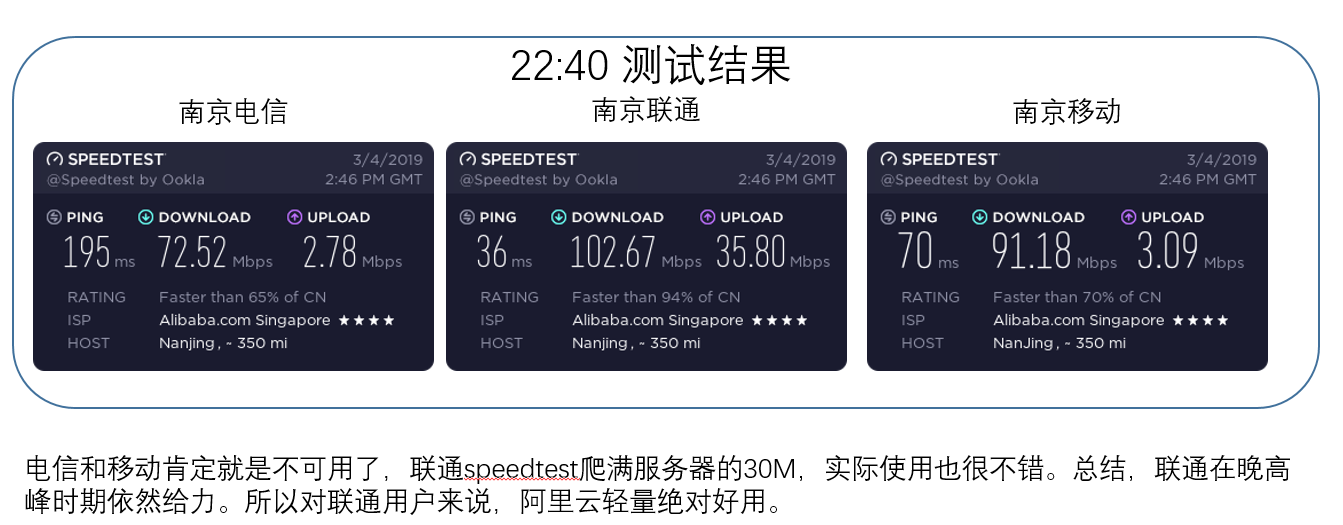 22:40 测试结果
南京电信
南京联通
南京移动
SPEEDTEST 3/4/2019
@Speedtest by Ookla 2:46 PM GMT
PING DOWNLOAD UPLOAD
195 ms 72.52 Mbps 2.78 Mbps
RATING Faster than 65% of CN
ISP Alibaba.com Singapore ★★★★
HOST Nanjing , ~ 350 mi
SPEEDTEST 3/4/2019
@Speedtest by Ookla 2:46 PM GMT
PING DOWNLOAD UPLOAD
36 ms 102.67 Mbps 35.80 Mbps
RATING Faster than 94% of CN
ISP Alibaba.com Singapore ★★★★
HOST Nanjing , ~ 350 mi
SPEEDTEST 3/4/2019
@Speedtest by Ookla 2:46 PM GMT
PING DOWNLOAD UPLOAD
70 ms 91.18 Mbps 3.09 Mbps
RATING Faster than 70% of CN
ISP Alibaba.com Singapore ★★★★
HOST NanJing , ~ 350 mi
电信和移动肯定就是不可用了，联通speedtest爬满服务器的30M，实际使用也很不错。总结，联通在晚高
峰时期依然给力。所以对联通用户来说，阿里云轻量绝对好用。